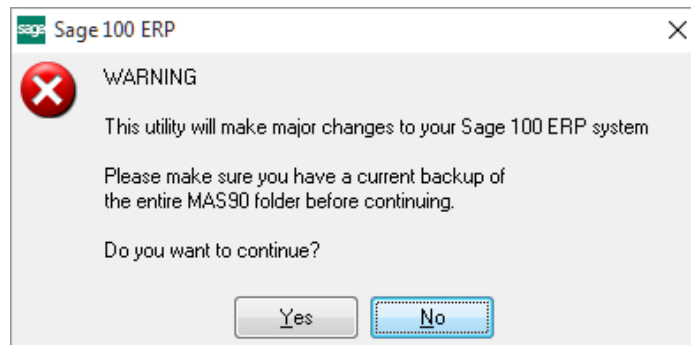 sage Sage 100 ERP
WARNING
This utility will make major changes to your Sage 100 ERP system
Please make sure you have a current backup of
the entire MAS90 folder before continuing.
Do you want to continue?
Yes No